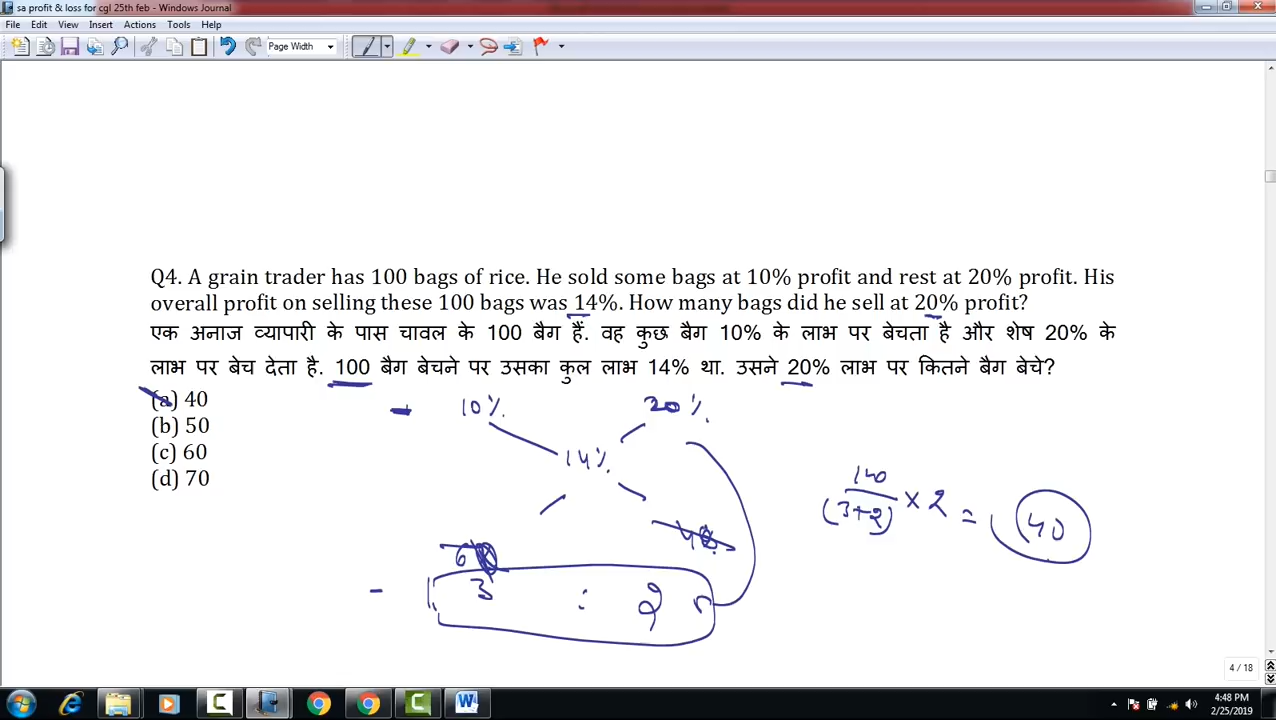 sa profit & loss for cgl 25th feb - Windows Journal
File Edit View Insert Actions Tools Help
Page Width
Q4. A grain trader has 100 bags of rice. He sold some bags at 10% profit and rest at 20% profit. His
overall profit on selling these 100 bags was 14%. How many bags did he sell at 20% profit?
एक अनाज व्यापारी के पास चावल के 100 बैग हैं. वह कुछ बैग 10% के लाभ पर बेचता है और शेष 20% के
लाभ पर बेच देता है. 100 बैग बेचने पर उसका कुल लाभ 14% था. उसने 20% लाभ पर कितने बैग बेचे?
(a) 40
(b) 50
(c) 60
(d) 70
10% 20%
14%
100
(3+2) × 2 = 40
3 : 2
4 / 18
4:48 PM
2/25/2019